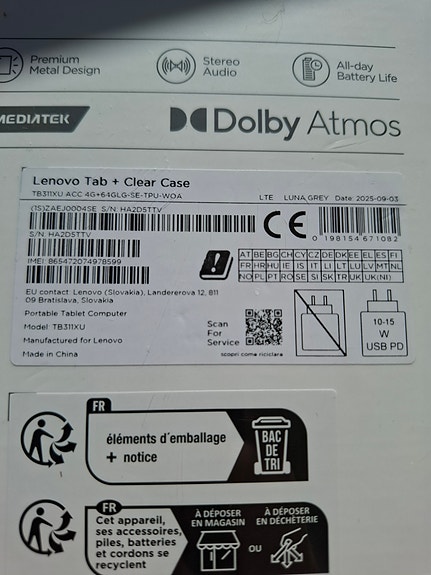 Premium
Metal Design
Stereo
Audio
All-day
Battery Life
MEDIATEK
Dolby Atmos
Lenovo Tab + Clear Case
TB311XU ACC 4G+64GLG-SE-TPU-WOA
LTE LUNA GREY Date: 2025-09-03
(1S)ZAEJ0004SE S/N: HA2D5TTV
S/N: HA2D5TTV
CE
0 198154 671082
IMEI: 865472074978599
AT BE BG CH CY CZ DE DK EE EL ES FI
FR HR HU IE IS IT LI LT LU LV MT NL
NO PL PT RO SE SI SK TR UK UK(NI)
EU contact: Lenovo (Slovakia), Landererova 12, 811
09 Bratislava, Slovakia
Portable Tablet Computer
Model: TB311XU
Manufactured for Lenovo
Made in China
Scan
For
Service
scopri come riciclare
10-15
W
USB PD
FR
éléments d'emballage
+ notice
BAC
DE
TRI
FR
Cet appareil,
ses accessoires,
piles, batteries
et cordons se
recyclent
À DÉPOSER
EN MAGASIN
OU
À DÉPOSER
EN DÉCHÈTERIE